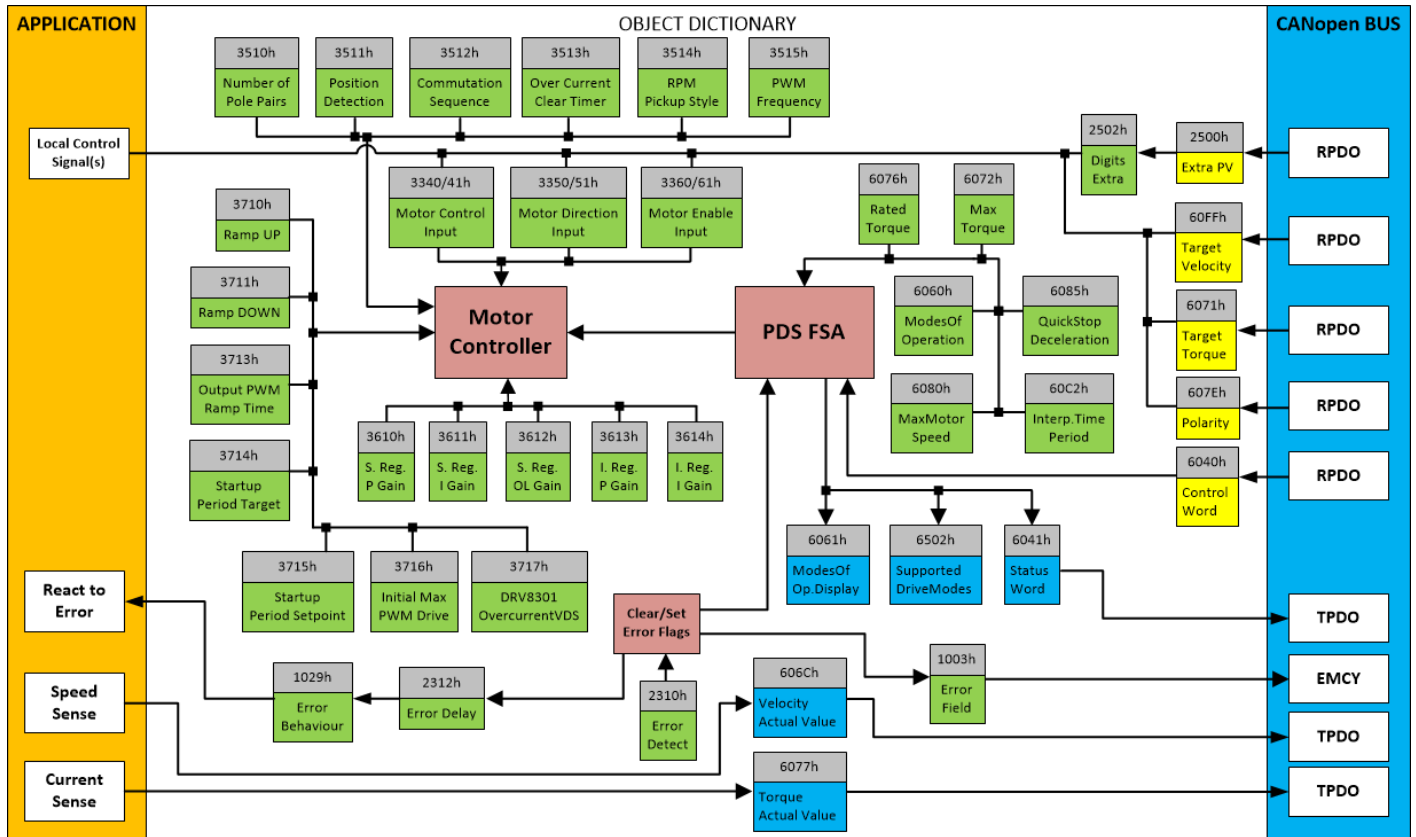 APPLICATION
OBJECT DICTIONARY
CANopen BUS
3510h
Number of
Pole Pairs
3511h
Position
Detection
3512h
Commutation
Sequence
3513h
Over Current
Clear Timer
3514h
RPM
Pickup Style
3515h
PWM
Frequency
Local Control
Signal(s)
2502h
Digits
Extra
2500h
Extra PV
RPDO
3340/41h
Motor Control
Input
3350/51h
Motor Direction
Input
3360/61h
Motor Enable
Input
6076h
Rated
Torque
6072h
Max
Torque
60FFh
Target
Velocity
RPDO
3710h
Ramp UP
3711h
Ramp DOWN
3713h
Output PWM
Ramp Time
3714h
Startup
Period Target
Motor
Controller
PDS FSA
6060h
ModesOf
Operation
6085h
QuickStop
Deceleration
6071h
Target
Torque
RPDO
6080h
MaxMotor
Speed
60C2h
Interp.Time
Period
607Eh
Polarity
RPDO
3610h
S. Reg.
P Gain
3611h
S. Reg.
I Gain
3612h
S. Reg.
OL Gain
3613h
I. Reg.
P Gain
3614h
I. Reg.
I Gain
6040h
Control
Word
RPDO
3715h
Startup
Period Setpoint
3716h
Initial Max
PWM Drive
3717h
DRV8301
OvercurrentVDS
6061h
ModesOf
Op.Display
6502h
Supported
DriveModes
6041h
Status
Word
React to
Error
Clear/Set
Error Flags
TPDO
1029h
Error
Behaviour
2312h
Error Delay
2310h
Error
Detect
1003h
Error
Field
EMCY
Speed
Sense
606Ch
Velocity
Actual Value
TPDO
Current
Sense
6077h
Torque
Actual Value
TPDO